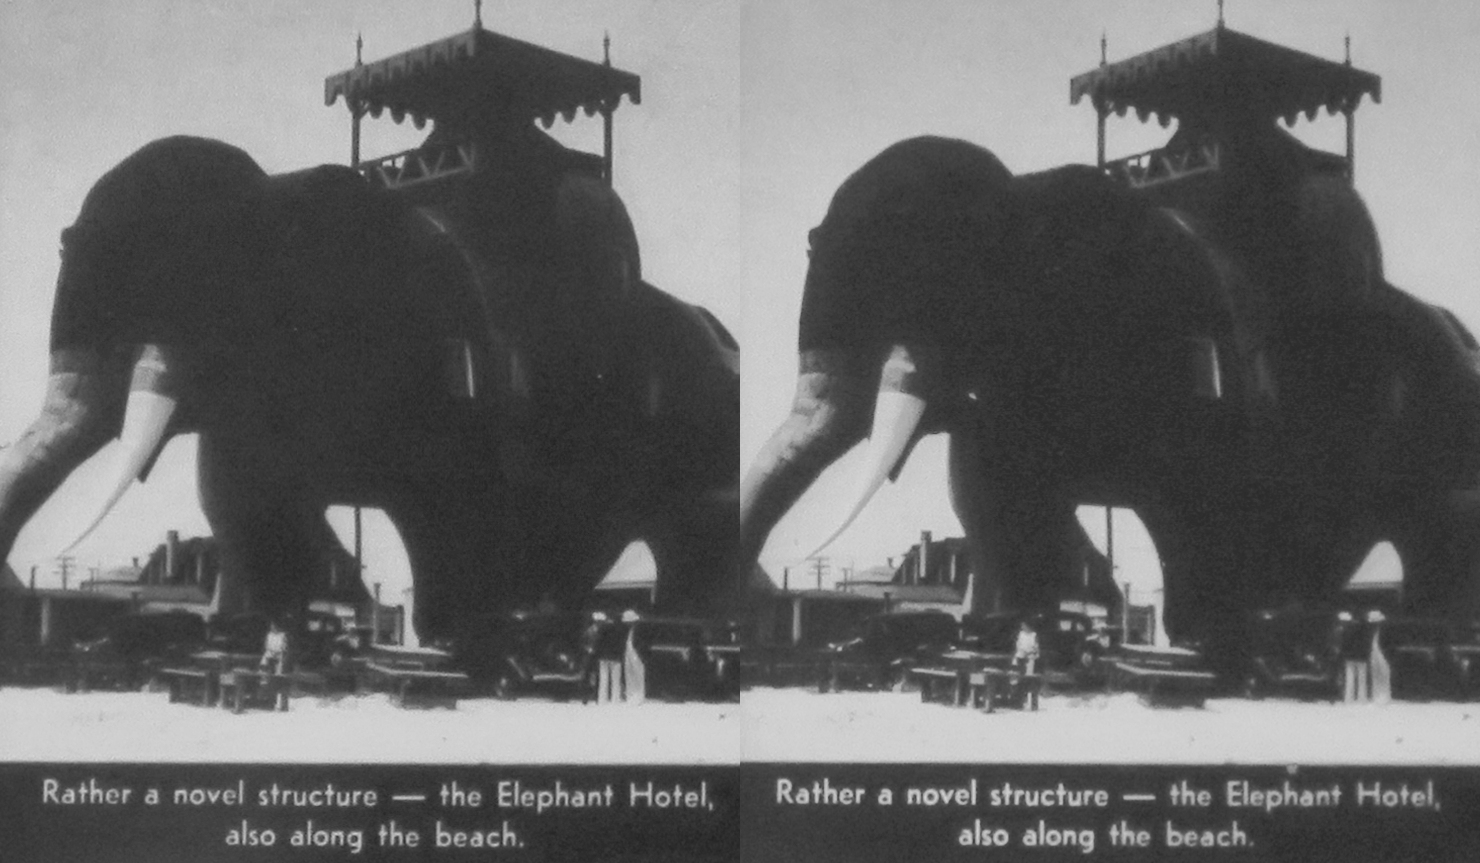 Rather a novel structure — the Elephant Hotel,
also along the beach.
Rather a novel structure — the Elephant Hotel,
also along the beach.